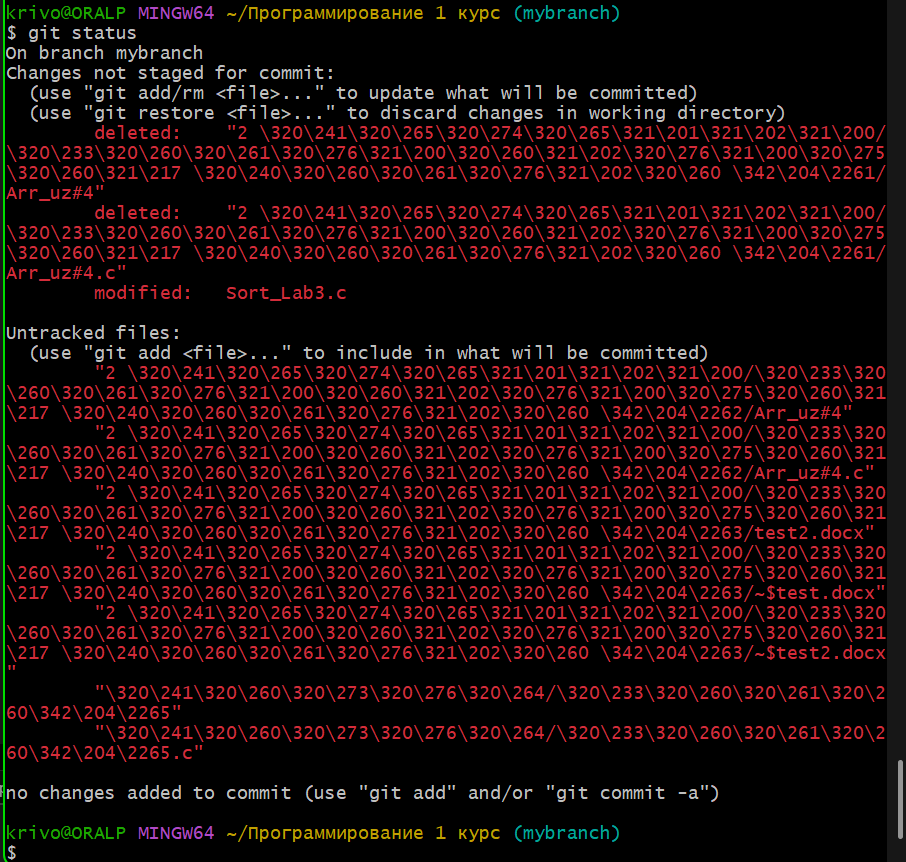 krivo@ORALP MINGW64 ~/Программирование 1 курс (mybranch)
$ git status
On branch mybranch
Changes not staged for commit:
  (use "git add/rm <file>..." to update what will be committed)
  (use "git restore <file>..." to discard changes in working directory)
        deleted:    "2 \320\241\320\265\320\274\320\265\321\201\321\202\321\200/
\320\233\320\260\320\261\320\276\321\200\320\260\321\202\320\276\321\200\320\275
\320\260\321\217 \320\240\320\260\320\261\320\276\321\202\320\260 \342\204\2261/
Arr_uz#4"
        deleted:    "2 \320\241\320\265\320\274\320\265\321\201\321\202\321\200/
\320\233\320\260\320\261\320\276\321\200\320\260\321\202\320\276\321\200\320\275
\320\260\321\217 \320\240\320\260\320\261\320\276\321\202\320\260 \342\204\2261/
Arr_uz#4.c"
        modified:   Sort_Lab3.c

Untracked files:
  (use "git add <file>..." to include in what will be committed)
        "2 \320\241\320\265\320\274\320\265\321\201\321\202\321\200/\320\233\320
\260\320\261\320\276\321\200\320\260\321\202\320\276\321\200\320\275\320\260\321
\217 \320\240\320\260\320\261\320\276\321\202\320\260 \342\204\2262/Arr_uz#4"
        "2 \320\241\320\265\320\274\320\265\321\201\321\202\321\200/\320\233\320
\260\320\261\320\276\321\200\320\260\321\202\320\276\321\200\320\275\320\260\321
\217 \320\240\320\260\320\261\320\276\321\202\320\260 \342\204\2262/Arr_uz#4.c"
        "2 \320\241\320\265\320\274\320\265\321\201\321\202\321\200/\320\233\320
\260\320\261\320\276\321\200\320\260\321\202\320\276\321\200\320\275\320\260\321
\217 \320\240\320\260\320\261\320\276\321\202\320\260 \342\204\2263/test2.docx"
        "2 \320\241\320\265\320\274\320\265\321\201\321\202\321\200/\320\233\320
\260\320\261\320\276\321\200\320\260\321\202\320\276\321\200\320\275\320\260\321
\217 \320\240\320\260\320\261\320\276\321\202\320\260 \342\204\2263/~$test.docx"
        "2 \320\241\320\265\320\274\320\265\321\201\321\202\321\200/\320\233\320
\260\320\261\320\276\321\200\320\260\321\202\320\276\321\200\320\275\320\260\321
\217 \320\240\320\260\320\261\320\276\321\202\320\260 \342\204\2263/~$test2.docx
"
        "\320\241\320\260\320\273\320\276\320\264/\320\233\320\260\320\261\320\2
60\342\204\2265"
        "\320\241\320\260\320\273\320\276\320\264/\320\233\320\260\320\261\320\2
60\342\204\2265.c"

no changes added to commit (use "git add" and/or "git commit -a")

krivo@ORALP MINGW64 ~/Программирование 1 курс (mybranch)
$